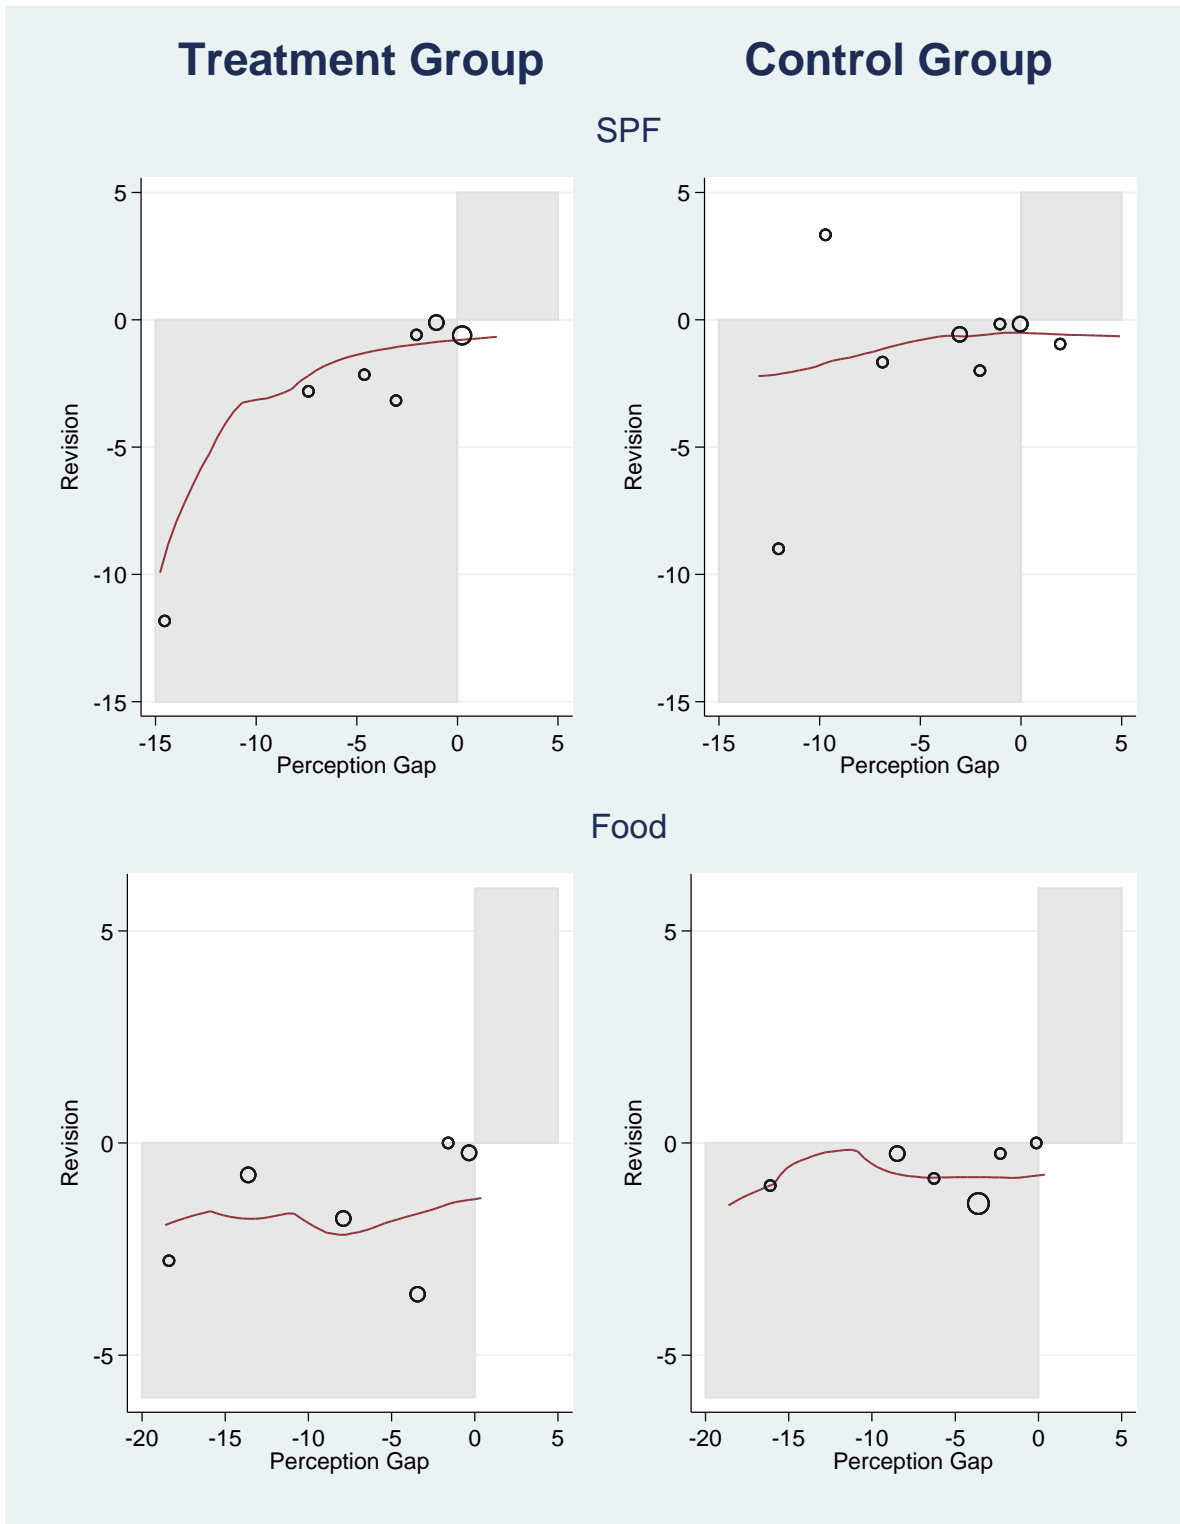 Treatment Group Control Group
SPF
5 5
0 0
-5 -5
-10 -10
-15 -15
Revision Revision
-15 -10 -5 0 5 -15 -10 -5 0 5
Perception Gap Perception Gap
Food
5 5
0 0
-5 -5
Revision Revision
-20 -15 -10 -5 0 5 -20 -15 -10 -5 0 5
Perception Gap Perception Gap